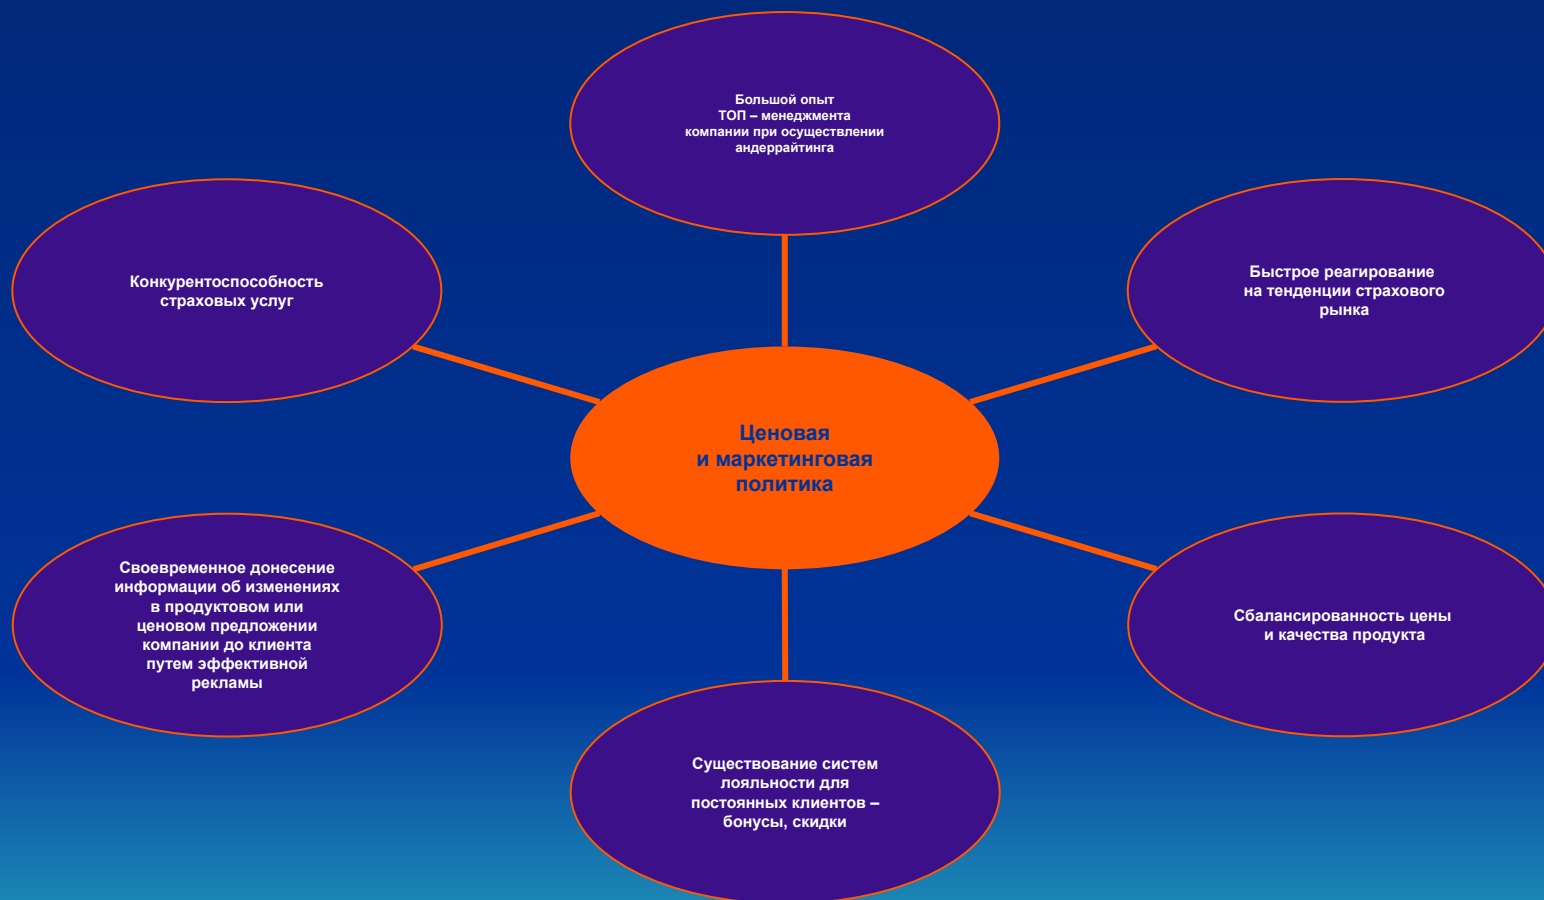 Большой опыт
ТОП – менеджмента
компании при осуществлении
андеррайтинга
Конкурентоспособность
страховых услуг
Быстрое реагирование
на тенденции страхового
рынка
Ценовая
и маркетинговая
политика
Своевременное донесение
информации об изменениях
в продуктовом или
ценовом предложении
компании до клиента
путем эффективной
рекламы
Сбалансированность цены
и качества продукта
Существование систем
лояльности для
постоянных клиентов –
бонусы, скидки